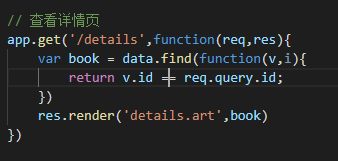 // 查看详情页
app.get('/details',function(req,res){
    var book = data.find(function(v,i){
        return v.id == req.query.id;
    })
    res.render('details.art',book)
})